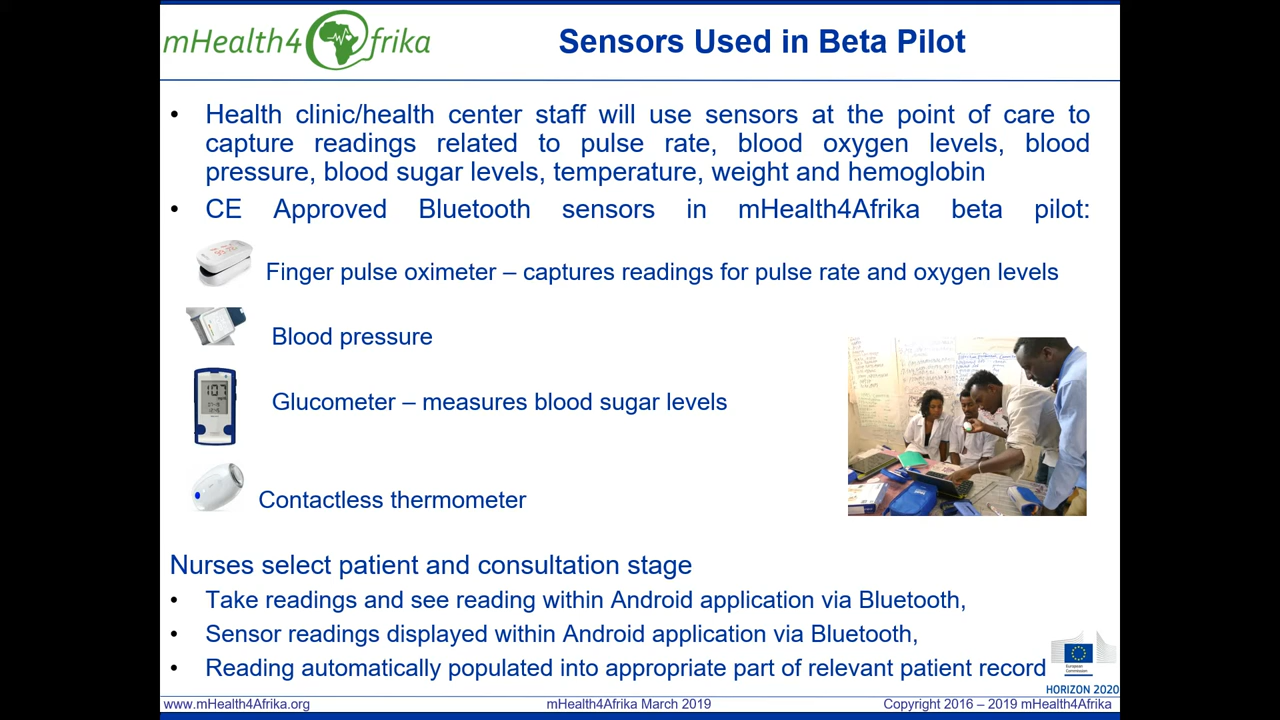 mHealth4Afrika
Sensors Used in Beta Pilot
• Health clinic/health center staff will use sensors at the point of care to
capture readings related to pulse rate, blood oxygen levels, blood
pressure, blood sugar levels, temperature, weight and hemoglobin
• CE Approved Bluetooth sensors in mHealth4Afrika beta pilot:
Finger pulse oximeter – captures readings for pulse rate and oxygen levels
Blood pressure
107
Glucometer – measures blood sugar levels
Contactless thermometer
Nurses select patient and consultation stage
• Take readings and see reading within Android application via Bluetooth,
• Sensor readings displayed within Android application via Bluetooth,
• Reading automatically populated into appropriate part of relevant patient record
European
Commission
HORIZON 2020
www.mHealth4Afrika.org
mHealth4Afrika March 2019
Copyright 2016 – 2019 mHealth4Afrika